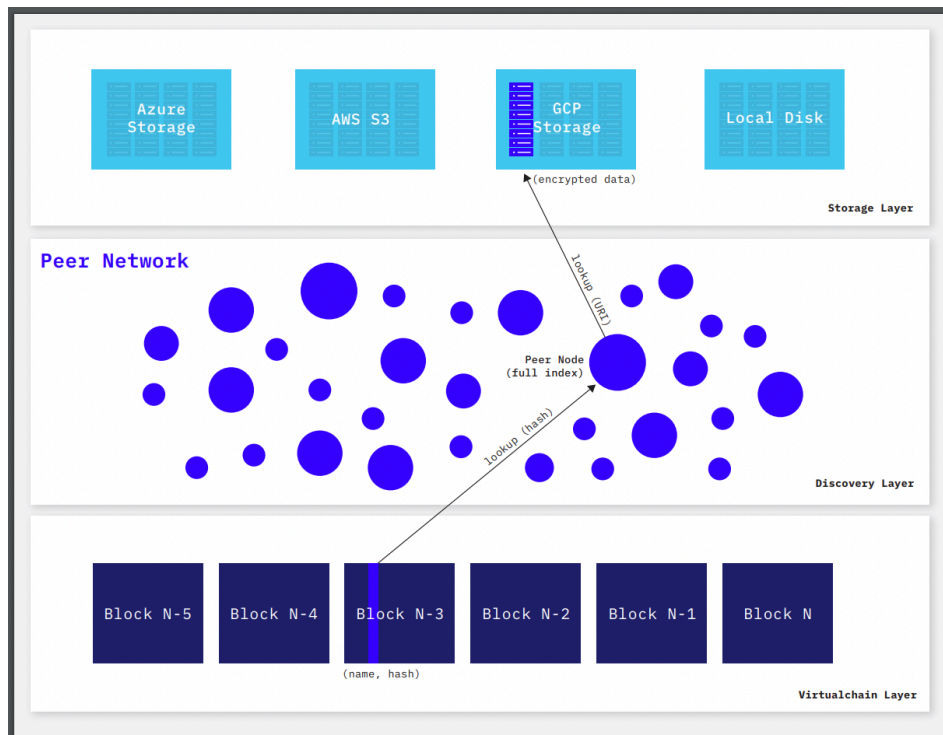 Azure
Storage
AWS S3
GCP
Storage
Local Disk
(encrypted data)
Storage Layer
Peer Network
lookup (URI)
Peer Node
(full index)
lookup (hash)
Discovery Layer
Block N-5
Block N-4
Block N-3
Block N-2
Block N-1
Block N
(name, hash)
Virtualchain Layer